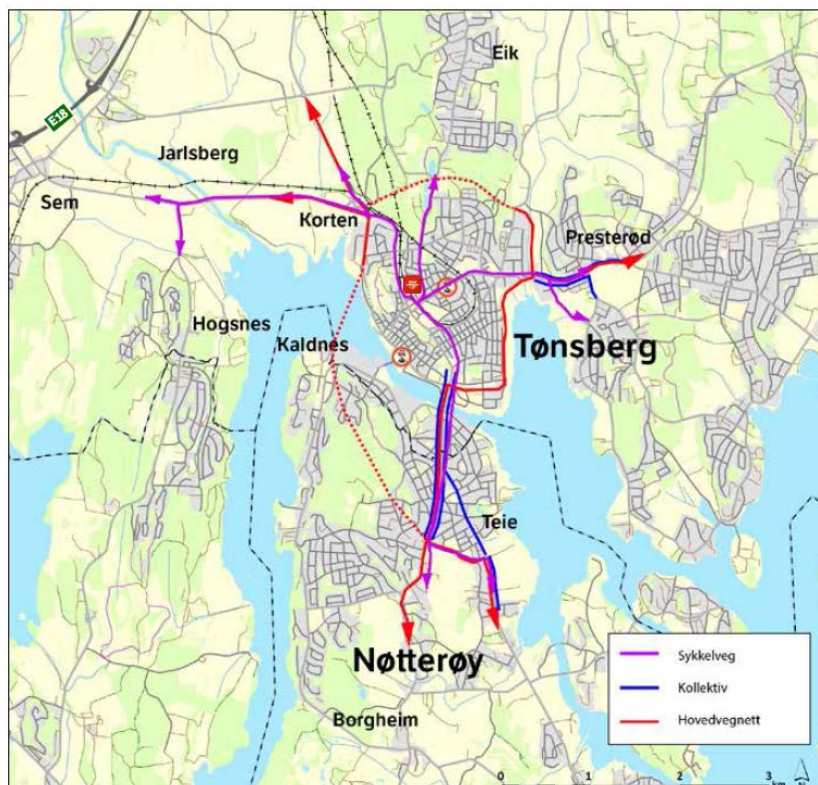 Eik
E18
Jarlsberg
Sem
Korten
Presterød
Hogsnes
Kaldnes
Tønsberg
Teie
Nøtterøy
Borgheim
Sykkelveg
Kollektiv
Hovedvegnett
0 1 2 3
km
N